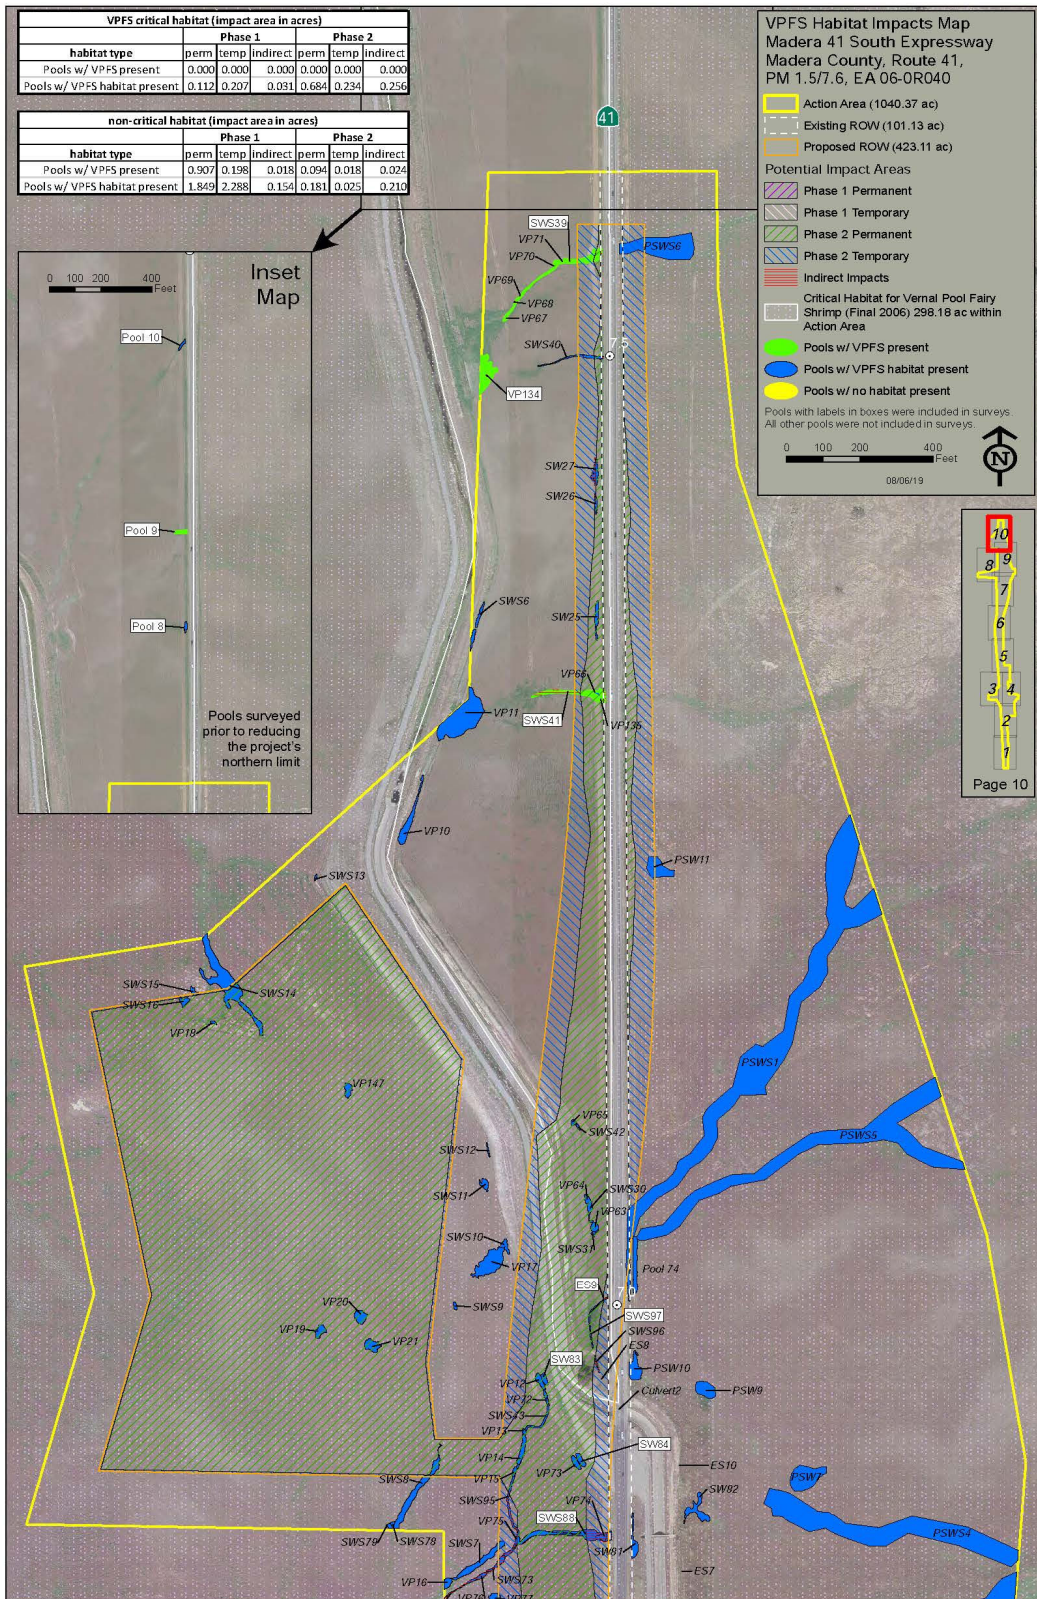 VPFS critical habitat (impact area in acres)
Phase 1 Phase 2
habitat type perm temp indirect perm temp indirect
Pools w/ VPFS present 0.000 0.000 0.000 0.000 0.000 0.000
Pools w/ VPFS habitat present 0.112 0.207 0.031 0.684 0.234 0.256
non-critical habitat (impact area in acres)
Phase 1 Phase 2
habitat type perm temp indirect perm temp indirect
Pools w/ VPFS present 0.907 0.198 0.018 0.094 0.018 0.024
Pools w/ VPFS habitat present 1.849 2.288 0.154 0.181 0.025 0.210
VPFS Habitat Impacts Map
Madera 41 South Expressway
Madera County, Route 41,
PM 1.5/7.6, EA 06-0R040
Action Area (1040.37 ac)
Existing ROW (101.13 ac)
Proposed ROW (423.11 ac)
Potential Impact Areas
Phase 1 Permanent
Phase 1 Temporary
Phase 2 Permanent
Phase 2 Temporary
Indirect Impacts
Critical Habitat for Vernal Pool Fairy
Shrimp (Final 2006) 298.18 ac within
Action Area
Pools w/ VPFS present
Pools w/ VPFS habitat present
Pools w/ no habitat present
Pools with labels in boxes were included in surveys.
All other pools were not included in surveys.
0 100 200 400
Feet
N
08/06/19
10
9
8
7
6
5
3
4
2
1
Page 10
Inset
Map
0 100 200 400
Feet
Pool 10
Pool 9
Pool 8
Pools surveyed
prior to reducing
the project's
northern limit
41
SWS39
VP71
VP70
PSWS6
VP69
VP68
VP67
SWS40
7.5
VP134
SW27
SW26
SWS6
SW25
VP66
VP11
SWS41
VP135
VP10
PSW11
SWS13
SWS15
SWS14
SWS16
VP18
PSWS1
VP147
VP65
SWS42
PSWS5
SWS12
SWS11
VP64
SWS30
VP63
SWS10
SWS31
VP17
Pool 74
ES9
7.0
SWS9
VP20
SWS97
VP19
SWS96
VP21
ES8
SW83
PSW10
VP12
PSW9
VP72
Culvert2
SWS43
VP13
SW84
VP14
VP73
ES10
SWS8
VP15
PSW7
SW82
SWS95
VP74
SWS88
VP75
PSWS4
SWS79
SWS78
SWS7
SW81
VP16
SWS73
ES7
VP76
VP77